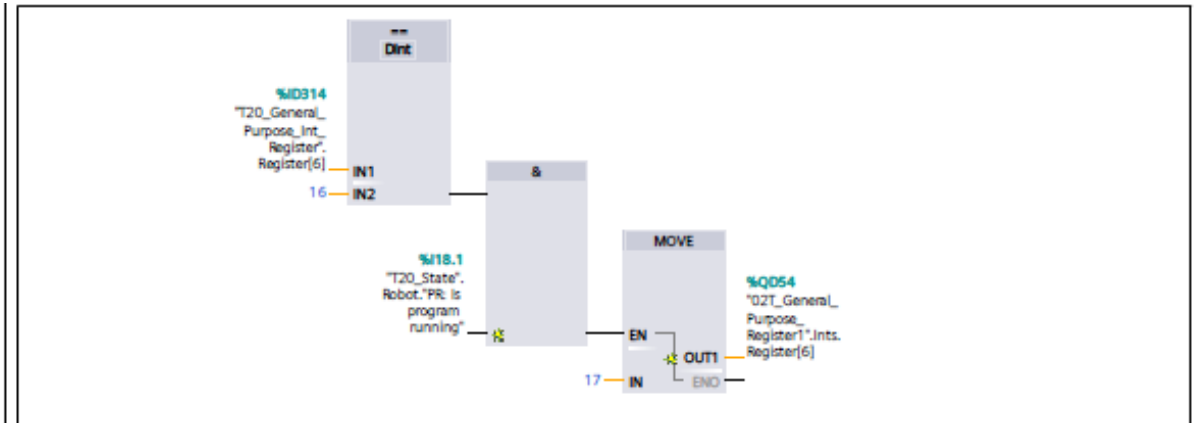 ==
DInt
%ID314
"T20_General_
Purpose_Int_
Register".
Register[6]
IN1
16
IN2
&
%I18.1
"T20_State".
Robot."PR: Is
program
running"
MOVE
EN
17
IN
OUT1
ENO
%QD54
"O2T_General_
Purpose_
Register1".Ints.
Register[6]